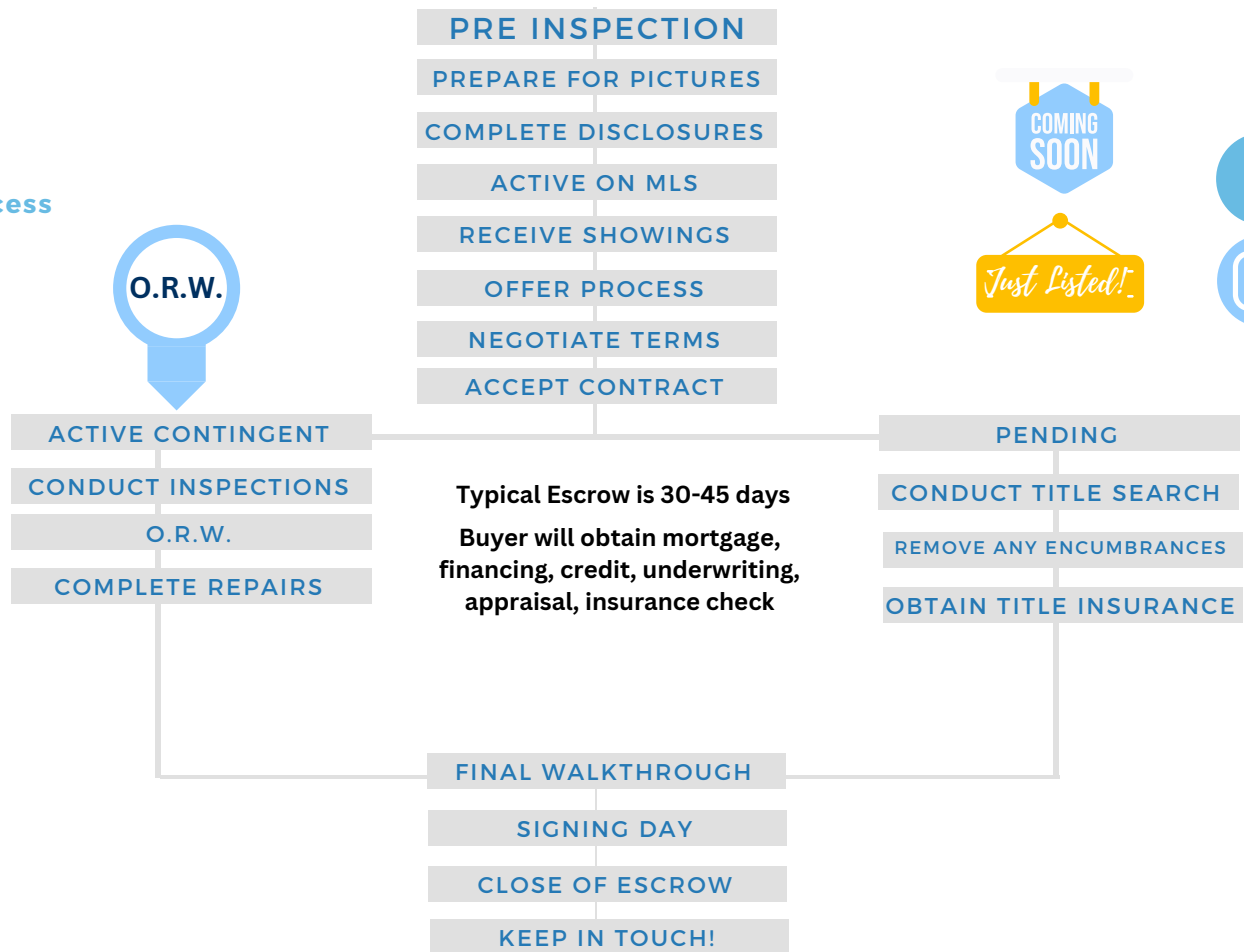 PRE INSPECTION
PREPARE FOR PICTURES
COMPLETE DISCLOSURES
ACTIVE ON MLS
RECEIVE SHOWINGS
OFFER PROCESS
NEGOTIATE TERMS
ACCEPT CONTRACT
cess
O.R.W.
COMING
SOON
Just Listed!
ACTIVE CONTINGENT
CONDUCT INSPECTIONS
O.R.W.
COMPLETE REPAIRS
Typical Escrow is 30-45 days
Buyer will obtain mortgage,
financing, credit, underwriting,
appraisal, insurance check
PENDING
CONDUCT TITLE SEARCH
REMOVE ANY ENCUMBRANCES
OBTAIN TITLE INSURANCE
FINAL WALKTHROUGH
SIGNING DAY
CLOSE OF ESCROW
KEEP IN TOUCH!